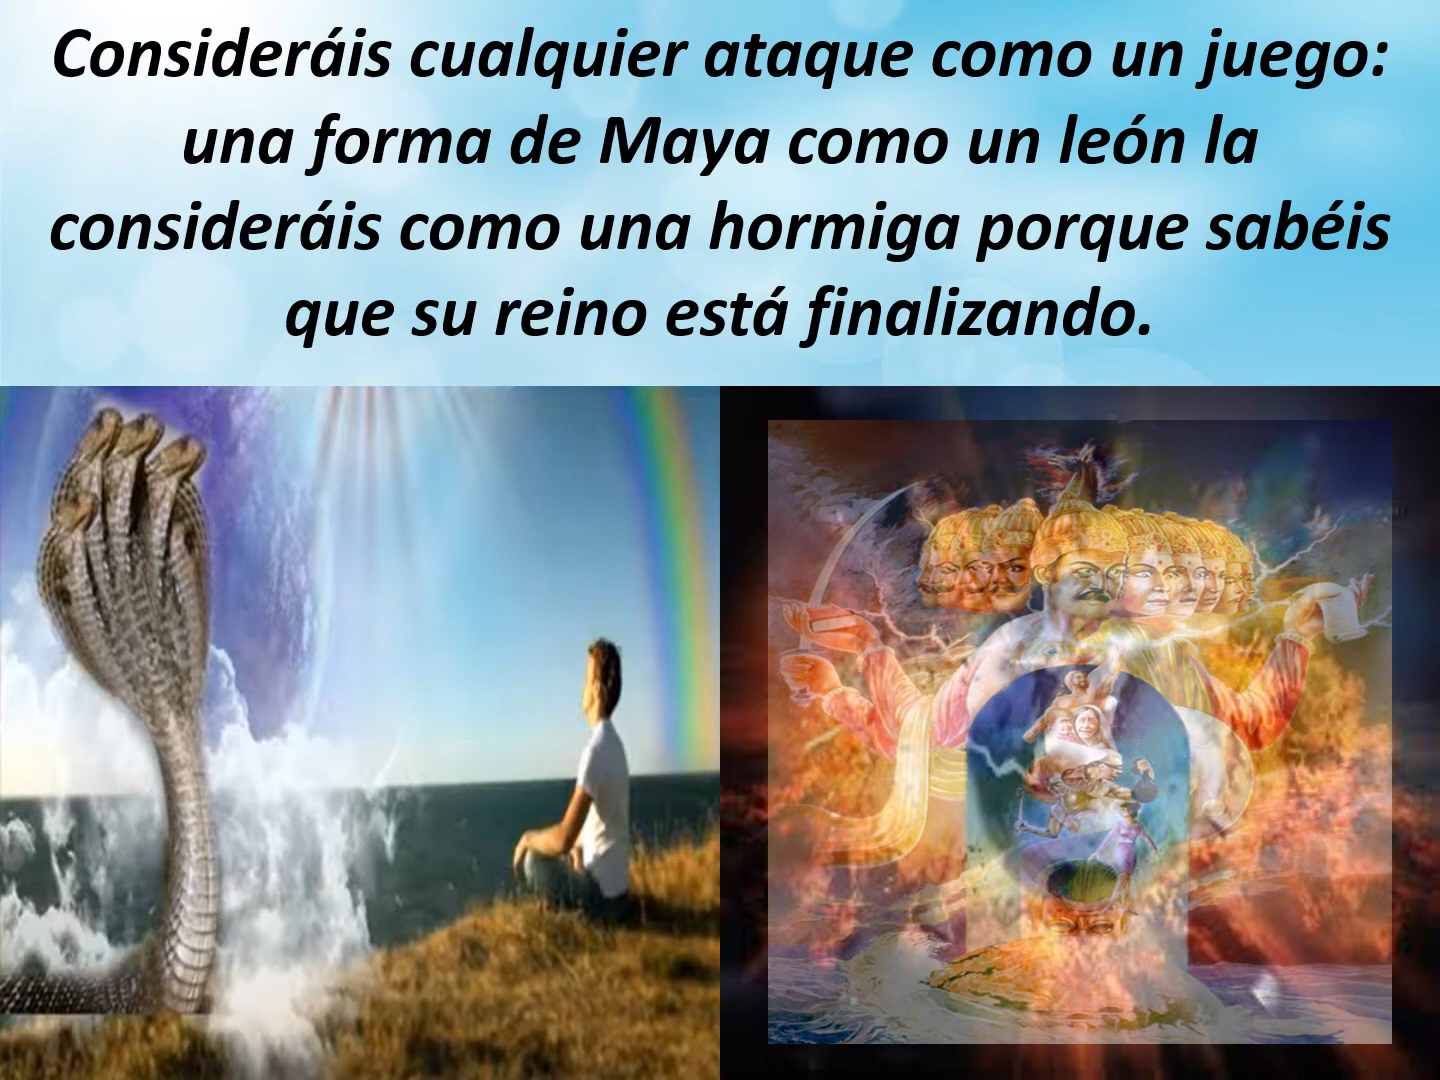 Consideráis cualquier ataque como un juego:
una forma de Maya como un león la
consideráis como una hormiga porque sabéis
que su reino está finalizando.